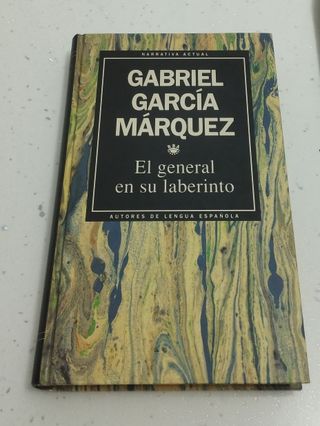 NARRATIVA ACTUAL
GABRIEL
GARCÍA
MÁRQUEZ
El general
en su laberinto
AUTORES DE LENGUA ESPAÑOLA